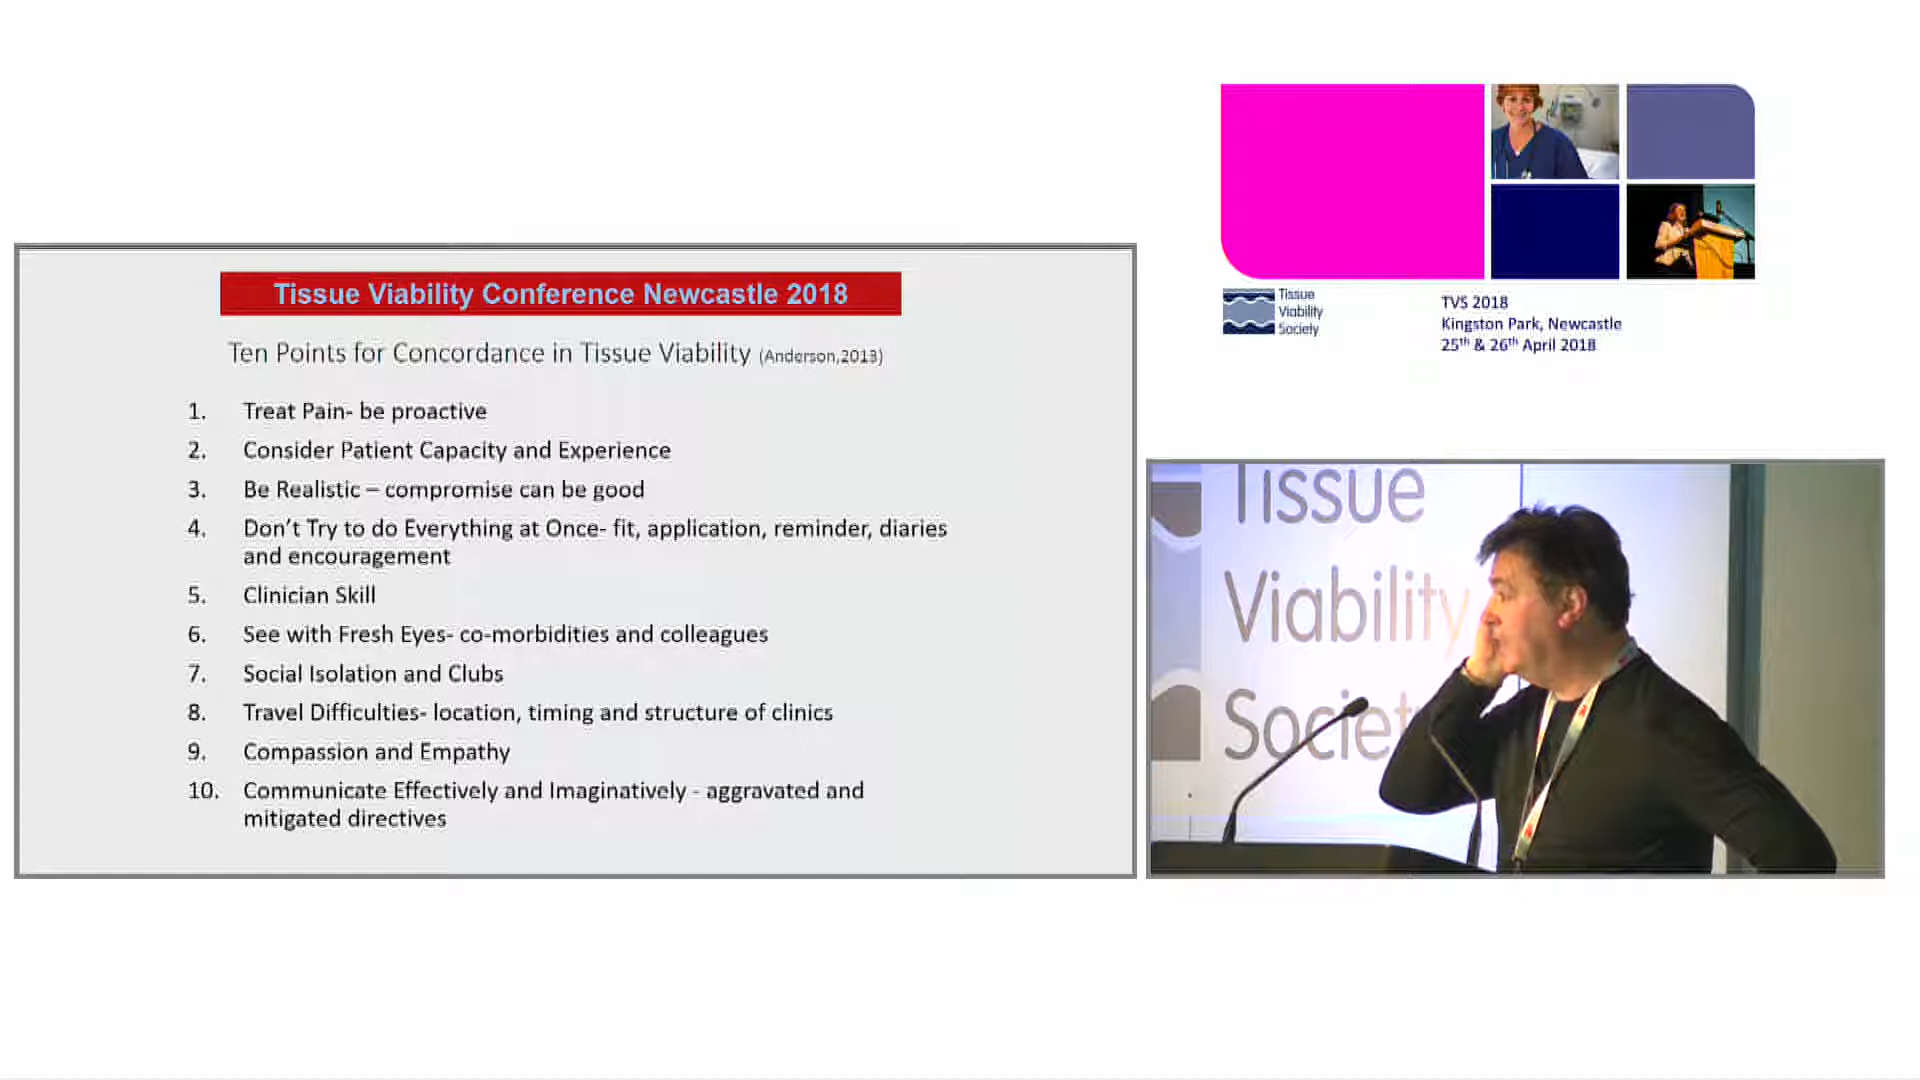 Tissue Viability Conference Newcastle 2018
Ten Points for Concordance in Tissue Viability (Anderson,2013)
1. Treat Pain- be proactive
2. Consider Patient Capacity and Experience
3. Be Realistic – compromise can be good
4. Don't Try to do Everything at Once- fit, application, reminder, diaries
and encouragement
5. Clinician Skill
6. See with Fresh Eyes- co-morbidities and colleagues
7. Social Isolation and Clubs
8. Travel Difficulties- location, timing and structure of clinics
9. Compassion and Empathy
10. Communicate Effectively and Imaginatively - aggravated and
mitigated directives
Tissue
Viability
Society
TVS 2018
Kingston Park, Newcastle
25th & 26th April 2018
Tissue
Viability
Society